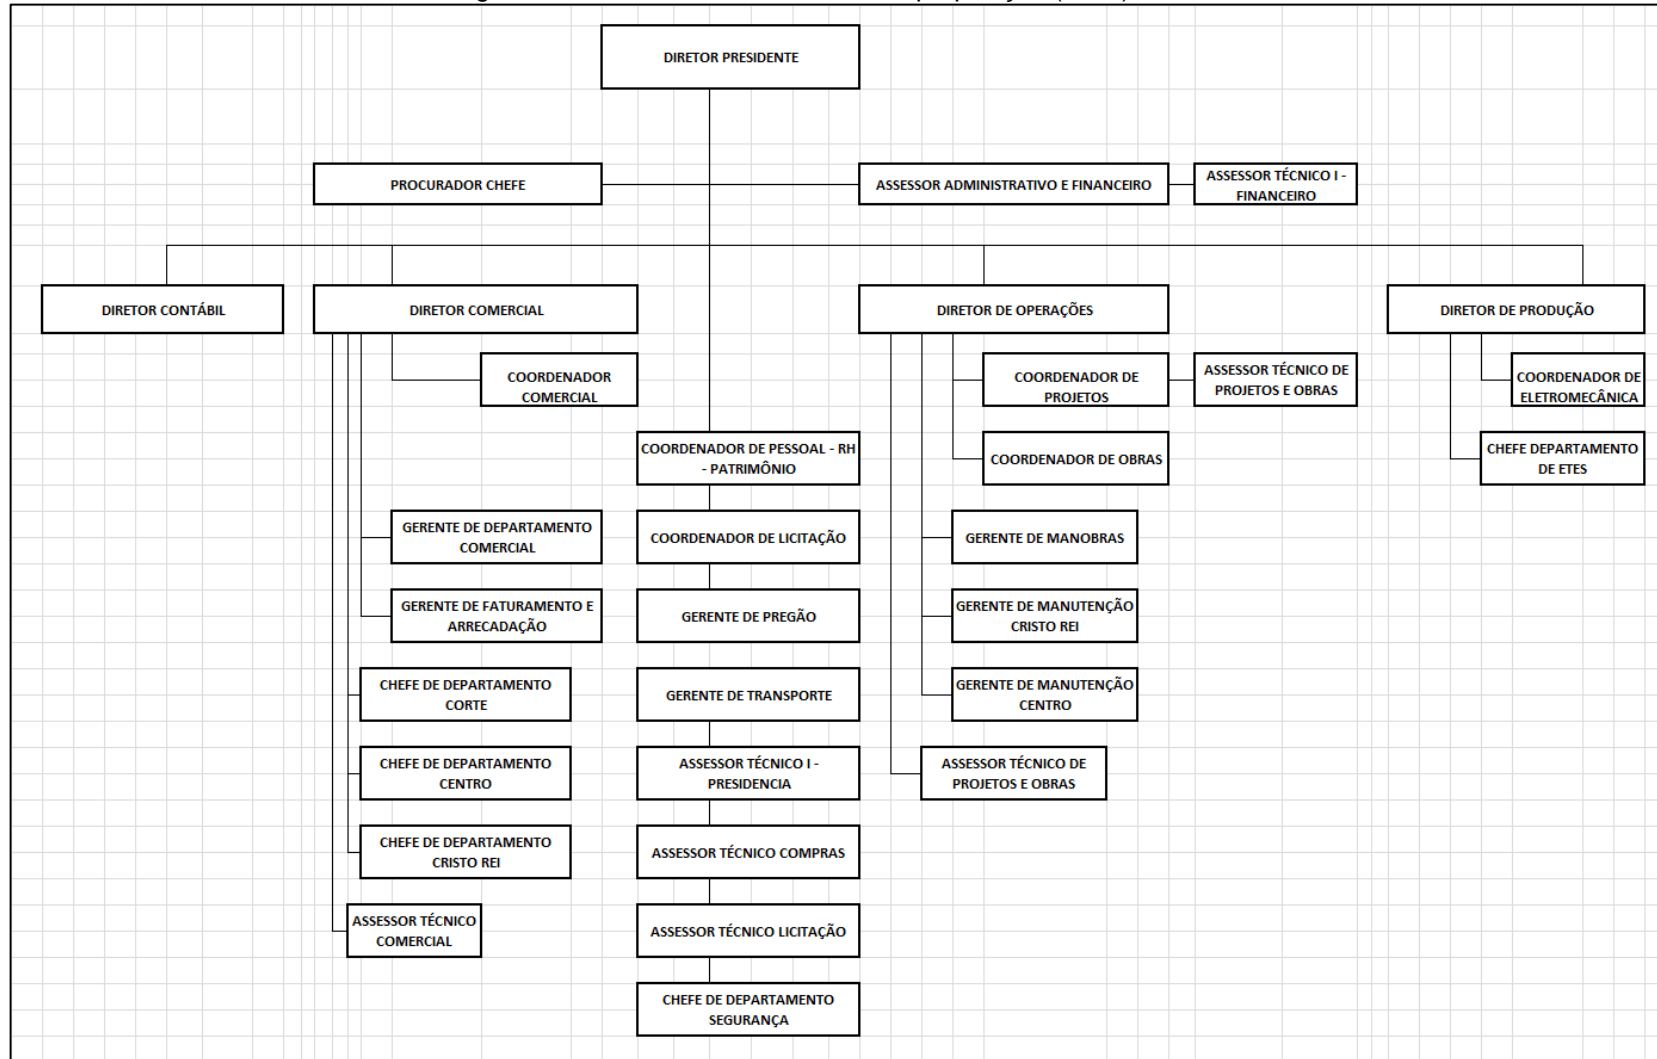 DIRETOR PRESIDENTE
PROCURADOR CHEFE
ASSESSOR ADMINISTRATIVO E FINANCEIRO
ASSESSOR TÉCNICO I -
FINANCEIRO
DIRETOR CONTÁBIL
DIRETOR COMERCIAL
DIRETOR DE OPERAÇÕES
DIRETOR DE PRODUÇÃO
COORDENADOR
COMERCIAL
COORDENADOR DE
PROJETOS
ASSESSOR TÉCNICO DE
PROJETOS E OBRAS
COORDENADOR DE
ELETROMECÂNICA
COORDENADOR DE PESSOAL - RH
- PATRIMÔNIO
COORDENADOR DE OBRAS
CHEFE DEPARTAMENTO
DE ETES
GERENTE DE DEPARTAMENTO
COMERCIAL
COORDENADOR DE LICITAÇÃO
GERENTE DE MANOBRAS
GERENTE DE FATURAMENTO E
ARRECADAÇÃO
GERENTE DE PREGÃO
GERENTE DE MANUTENÇÃO
CRISTO REI
CHEFE DE DEPARTAMENTO
CORTE
GERENTE DE TRANSPORTE
GERENTE DE MANUTENÇÃO
CENTRO
CHEFE DE DEPARTAMENTO
CENTRO
ASSESSOR TÉCNICO I -
PRESIDENCIA
ASSESSOR TÉCNICO DE
PROJETOS E OBRAS
CHEFE DE DEPARTAMENTO
CRISTO REI
ASSESSOR TÉCNICO COMPRAS
ASSESSOR TÉCNICO
COMERCIAL
ASSESSOR TÉCNICO LICITAÇÃO
CHEFE DE DEPARTAMENTO
SEGURANÇA